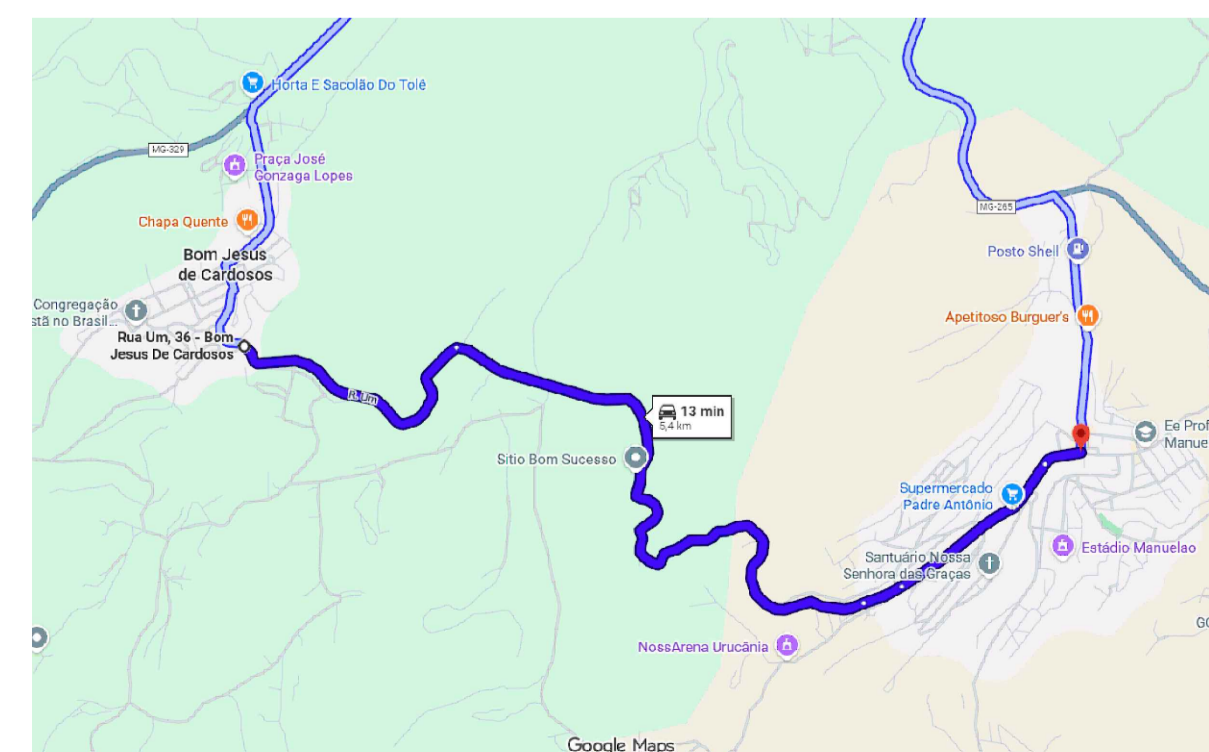 Horta E Sacolão Do Tolê
MG-329
Praça José
Gonzaga Lopes
Chapa Quente
Bom Jesus
de Cardosos
Congregação
stã no Brasil...
Rua Um, 36 - Bom
Jesus De Cardosos
R. Um
13 min
5,4 km
Sitio Bom Sucesso
MG-265
Posto Shell
Apetitoso Burguer's
Ee Prof
Manue
Supermercado
Padre Antônio
Estádio Manuelao
Santuário Nossa
Senhora das Graças
NossArena Urucânia
GO
Google Maps